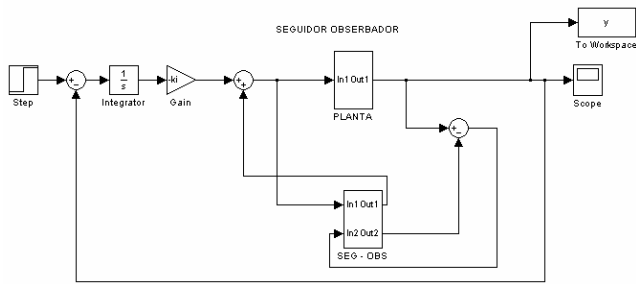 y
To Workspace
SEGUIDOR OBSERBADOR
Step
1
s
Integrator
-ki
Gain
In1 Out1
PLANTA
Scope
In1 Out1
In2 Out2
SEG - OBS